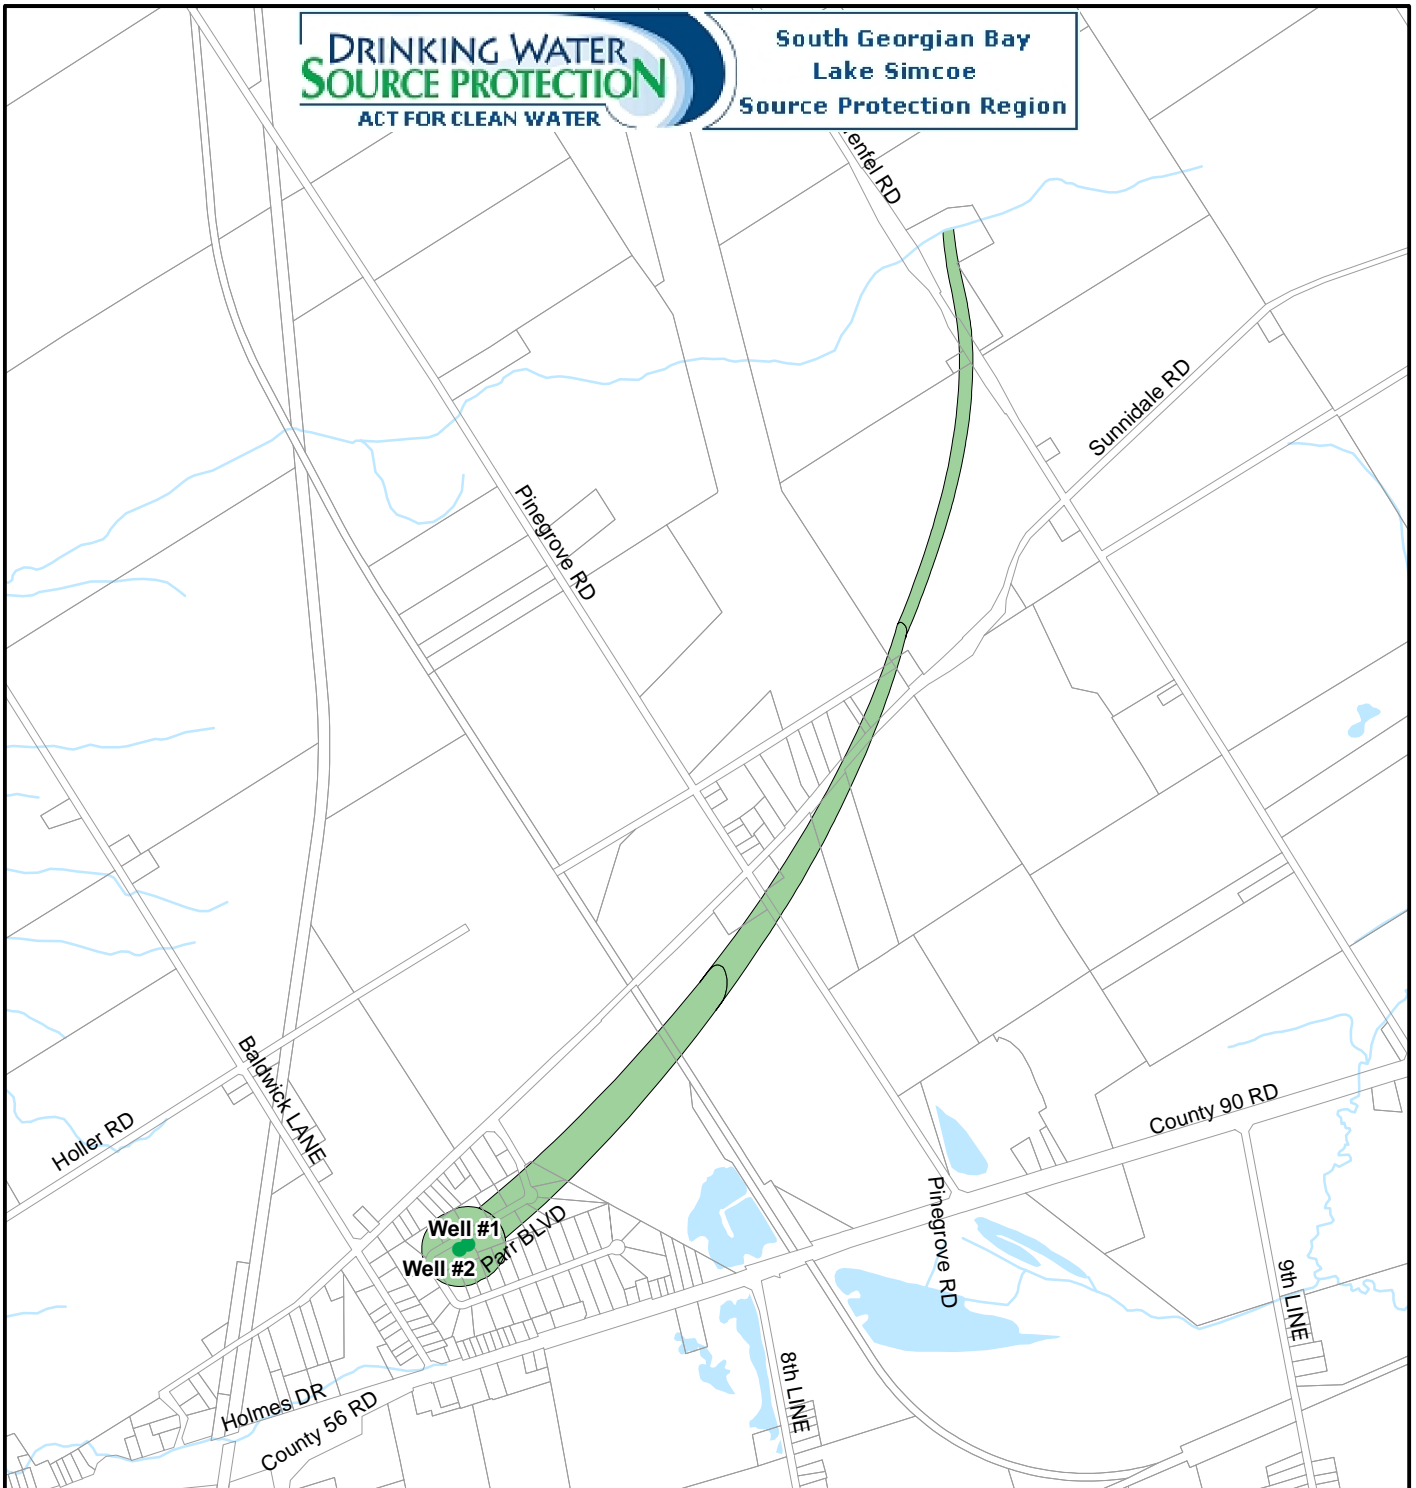 DRINKING WATER
SOURCE PROTECTION
ACT FOR CLEAN WATER
South Georgian Bay
Lake Simcoe
Source Protection Region
enfel RD
Sunnidale RD
Pinegrove RD
Baldwick LANE
Holler RD
County 90 RD
Pinegrove RD
Well #1
Well #2
Parr BLVD
9th LINE
8th LINE
Holmes DR
County 56 RD